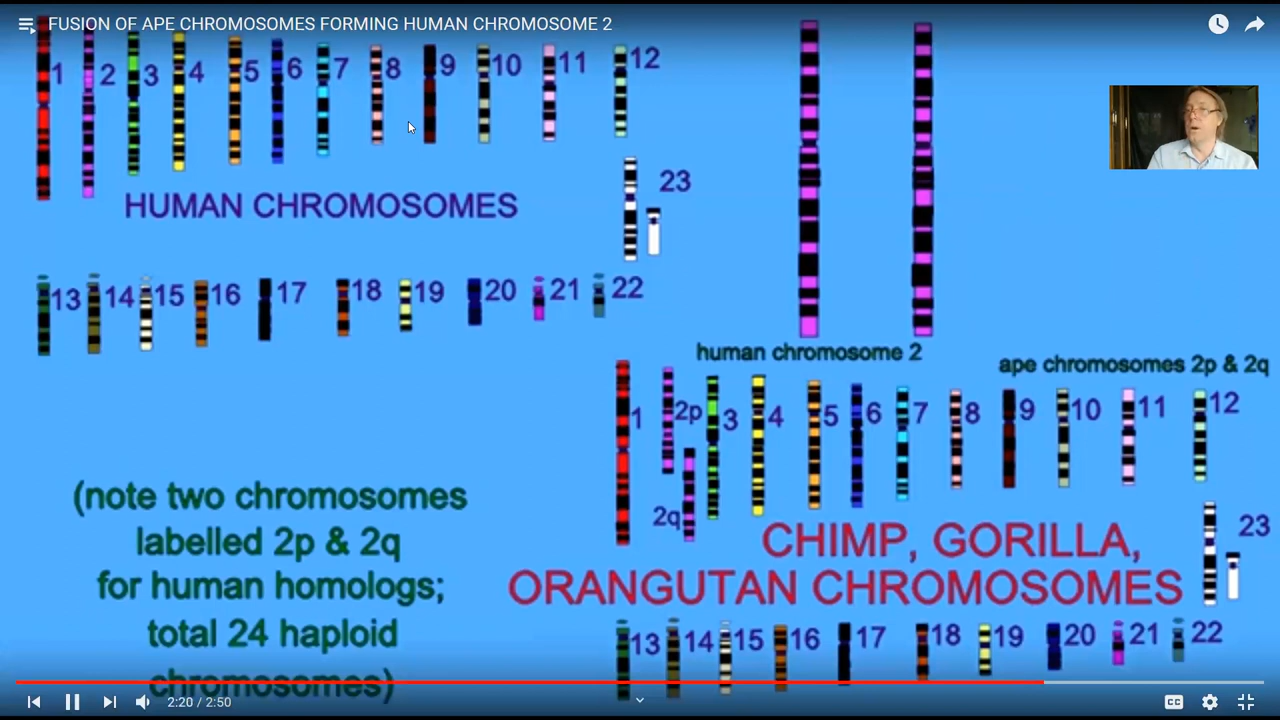 FUSION OF APE CHROMOSOMES FORMING HUMAN CHROMOSOME 2
1 2 3 4 5 6 7 8 9 10 11 12
23
HUMAN CHROMOSOMES
13 14 15 16 17 18 19 20 21 22
human chromosome 2
ape chromosomes 2p & 2q
1 2p 3 4 5 6 7 8 9 10 11 12
2q
23
(note two chromosomes
labelled 2p & 2q
for human homologs;
total 24 haploid
chromosomes)
CHIMP, GORILLA,
ORANGUTAN CHROMOSOMES
13 14 15 16 17 18 19 20 21 22
2:20 / 2:50
CC